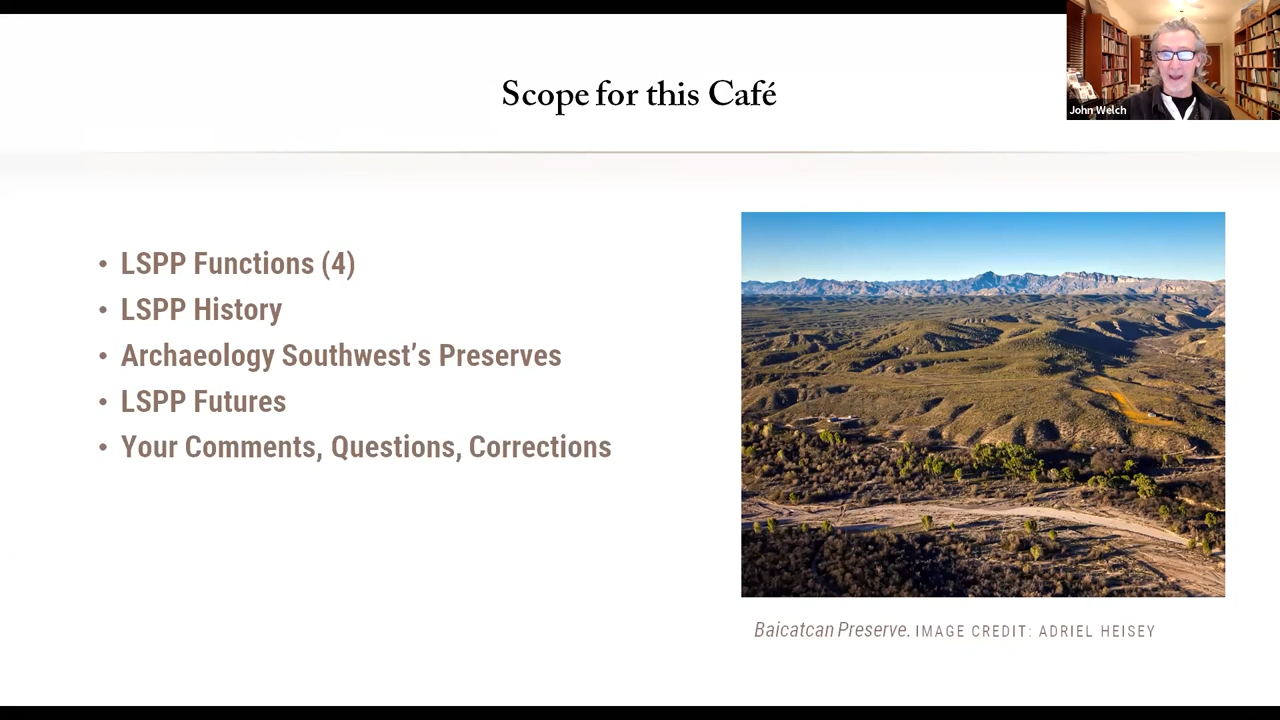 Scope for this Café
John Welch
• LSPP Functions (4)
• LSPP History
• Archaeology Southwest’s Preserves
• LSPP Futures
• Your Comments, Questions, Corrections
Baicatcan Preserve. IMAGE CREDIT: ADRIEL HEISEY